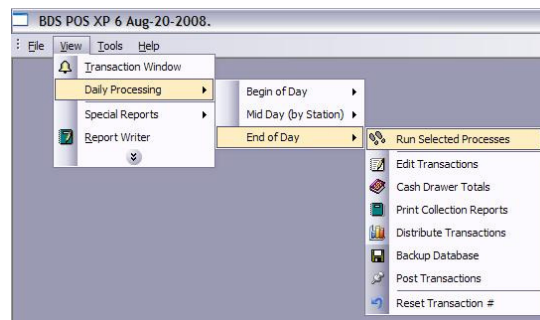 BDS POS XP 6 Aug-20-2008.
File View Tools Help
Transaction Window
Daily Processing
Special Reports
Report Writer
Begin of Day
Mid Day (by Station)
End of Day
Run Selected Processes
Edit Transactions
Cash Drawer Totals
Print Collection Reports
Distribute Transactions
Backup Database
Post Transactions
Reset Transaction #